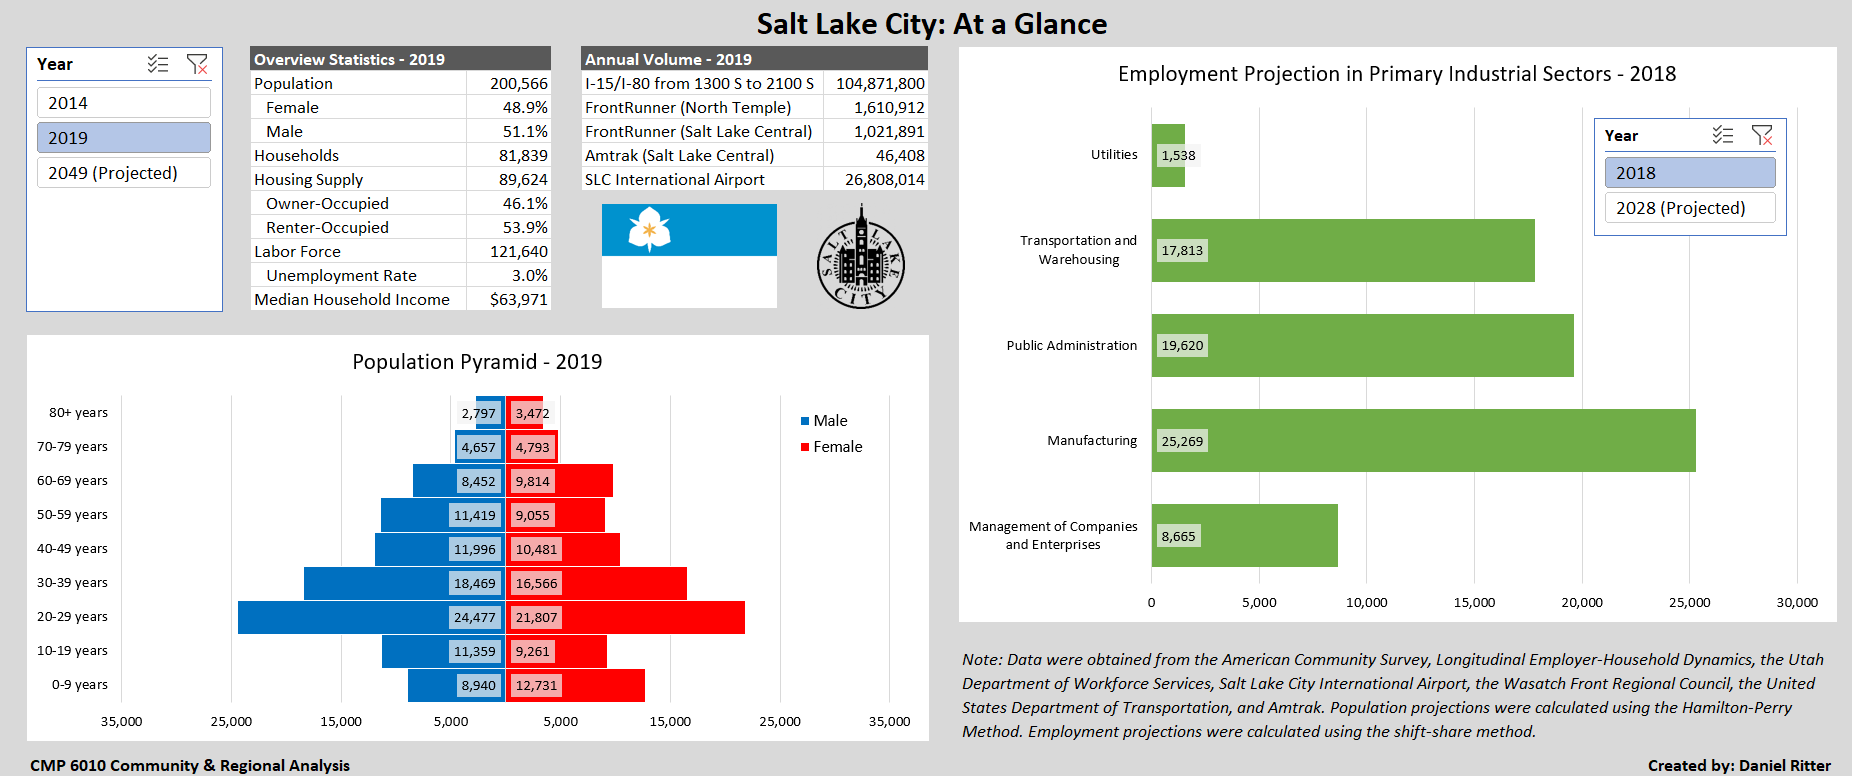 Salt Lake City: At a Glance
Year
2014
2019
2049 (Projected)
Overview Statistics - 2019
Population 200,566
Female 48.9%
Male 51.1%
Households 81,839
Housing Supply 89,624
Owner-Occupied 46.1%
Renter-Occupied 53.9%
Labor Force 121,640
Unemployment Rate 3.0%
Median Household Income $63,971
Annual Volume - 2019
I-15/I-80 from 1300 S to 2100 S 104,871,800
FrontRunner (North Temple) 1,610,912
FrontRunner (Salt Lake Central) 1,021,891
Amtrak (Salt Lake Central) 46,408
SLC International Airport 26,808,014
SALT LAKE
CITY
Population Pyramid - 2019
80+ years 2,797 3,472
70-79 years 4,657 4,793
60-69 years 8,452 9,814
50-59 years 11,419 9,055
40-49 years 11,996 10,481
30-39 years 18,469 16,566
20-29 years 24,477 21,807
10-19 years 11,359 9,261
0-9 years 8,940 12,731
35,000 25,000 15,000 5,000 5,000 15,000 25,000 35,000
Male
Female
Employment Projection in Primary Industrial Sectors - 2018
Year
2018
2028 (Projected)
Utilities 1,538
Transportation and
Warehousing 17,813
Public Administration 19,620
Manufacturing 25,269
Management of Companies
and Enterprises 8,665
0 5,000 10,000 15,000 20,000 25,000 30,000
Note: Data were obtained from the American Community Survey, Longitudinal Employer-Household Dynamics, the Utah
Department of Workforce Services, Salt Lake City International Airport, the Wasatch Front Regional Council, the United
States Department of Transportation, and Amtrak. Population projections were calculated using the Hamilton-Perry
Method. Employment projections were calculated using the shift-share method.
CMP 6010 Community & Regional Analysis
Created by: Daniel Ritter